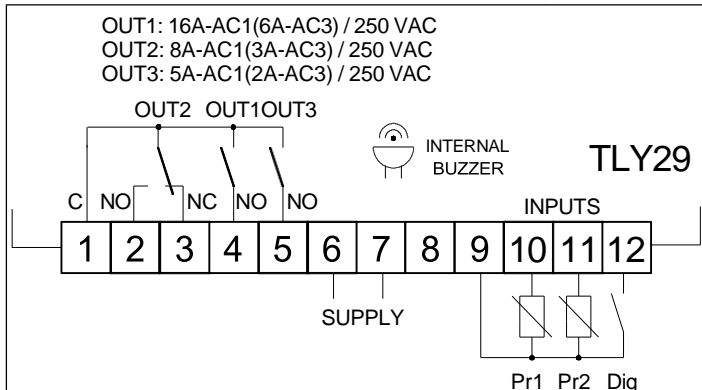 OUT1: 16A-AC1(6A-AC3) / 250 VAC
OUT2: 8A-AC1(3A-AC3) / 250 VAC
OUT3: 5A-AC1(2A-AC3) / 250 VAC
OUT2 OUT1OUT3
INTERNAL
BUZZER
TLY29
C NO NC NO NO
INPUTS
1 2 3 4 5 6 7 8 9 10 11 12
SUPPLY
Pr1 Pr2 Dig